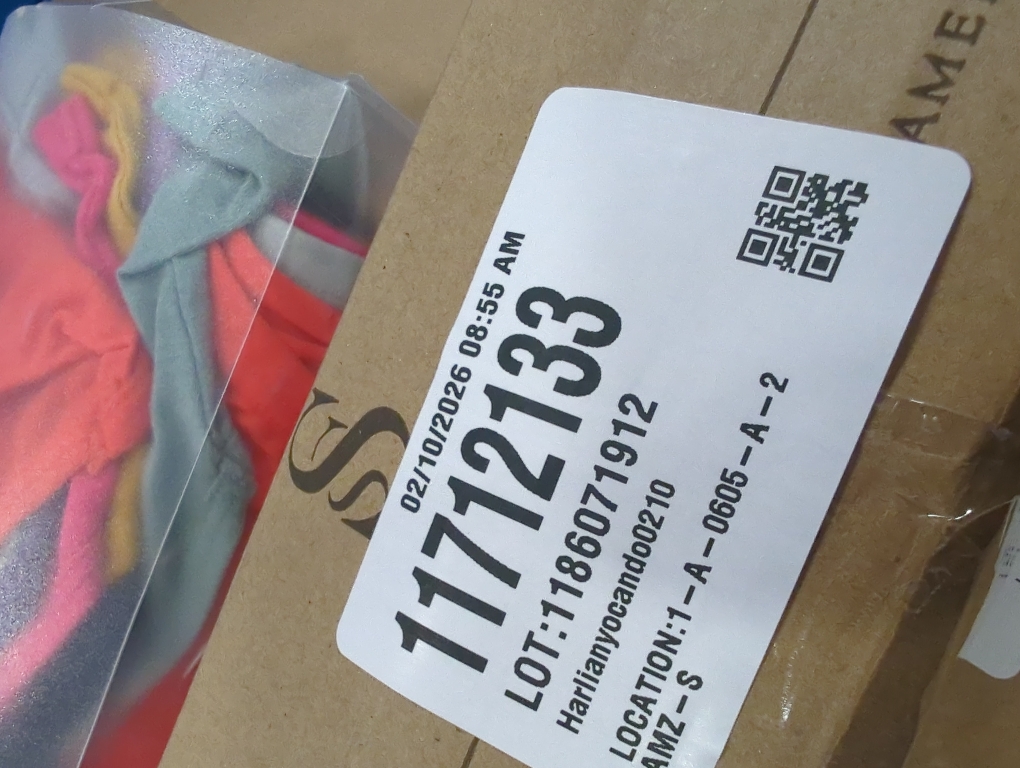 02/10/2026 08:55 AM
11712133
LOT:1186071912
Harlianyocando0210
LOCATION:1-A-0605-A-2
AMZ-S